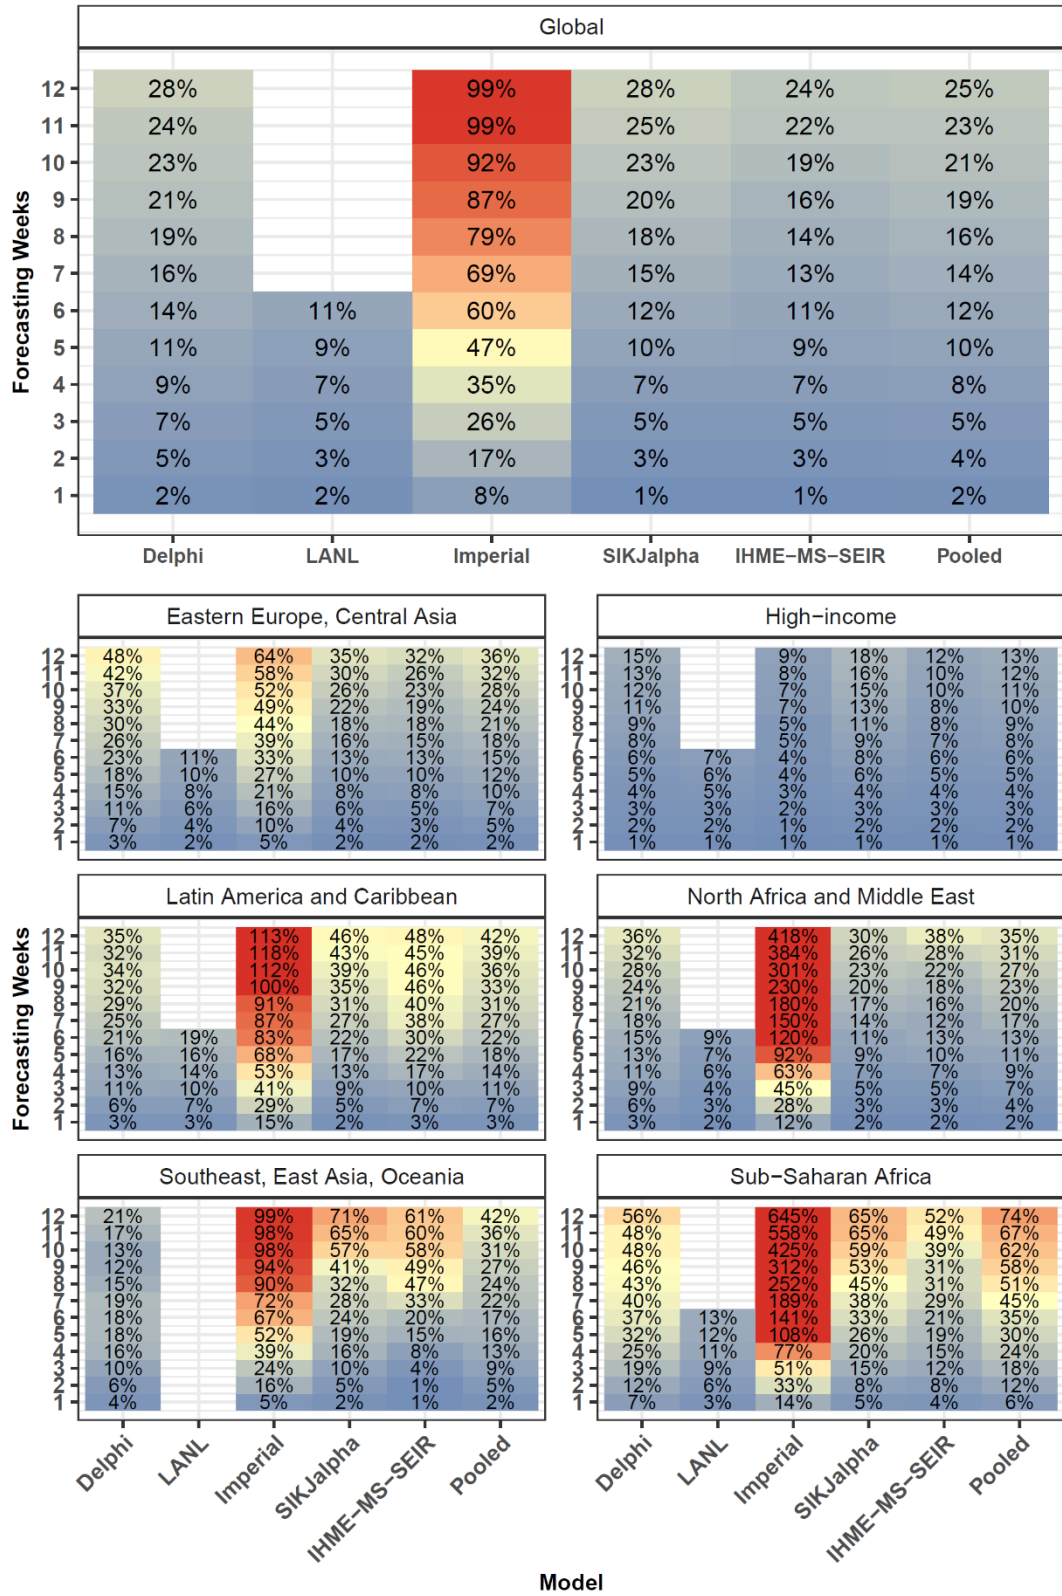 Global
Forecasting Weeks
12 28% 99% 28% 24% 25%
11 24% 99% 25% 22% 23%
10 23% 92% 23% 19% 21%
9 21% 87% 20% 16% 19%
8 19% 79% 18% 14% 16%
7 16% 69% 15% 13% 14%
6 14% 11% 60% 12% 11% 12%
5 11% 9% 47% 10% 9% 10%
4 9% 7% 35% 7% 7% 8%
3 7% 5% 26% 5% 5% 5%
2 5% 3% 17% 3% 3% 4%
1 2% 2% 8% 1% 1% 2%
Delphi LANL Imperial SIKJalpha IHME−MS−SEIR Pooled
Eastern Europe, Central Asia
12 48% 64% 35% 32% 36%
11 42% 58% 30% 26% 32%
10 37% 52% 26% 23% 28%
9 33% 49% 22% 19% 24%
8 30% 44% 18% 18% 21%
7 26% 39% 16% 15% 18%
6 23% 11% 33% 13% 13% 15%
5 18% 10% 27% 10% 10% 12%
4 15% 8% 21% 8% 8% 10%
3 11% 6% 16% 6% 5% 7%
2 7% 4% 10% 4% 3% 5%
1 3% 2% 5% 2% 2% 2%
High−income
12 15% 9% 18% 12% 13%
11 13% 8% 16% 10% 12%
10 12% 7% 15% 10% 11%
9 11% 7% 13% 8% 10%
8 9% 5% 11% 8% 9%
7 8% 5% 9% 7% 8%
6 6% 7% 4% 8% 6% 6%
5 5% 6% 4% 6% 5% 5%
4 4% 5% 3% 4% 4% 4%
3 3% 3% 2% 3% 3% 3%
2 2% 2% 1% 2% 2% 2%
1 1% 1% 1% 1% 1% 1%
Forecasting Weeks
Latin America and Caribbean
12 35% 113% 46% 48% 42%
11 32% 118% 43% 45% 39%
10 34% 112% 39% 46% 36%
9 32% 100% 35% 46% 33%
8 29% 91% 31% 40% 31%
7 25% 87% 27% 38% 27%
6 21% 19% 83% 22% 30% 22%
5 16% 16% 68% 17% 22% 18%
4 13% 14% 53% 13% 17% 14%
3 11% 10% 41% 9% 10% 11%
2 6% 7% 29% 5% 7% 7%
1 3% 3% 15% 2% 3% 3%
North Africa and Middle East
12 36% 418% 30% 38% 35%
11 32% 384% 26% 28% 31%
10 28% 301% 23% 22% 27%
9 24% 230% 20% 18% 23%
8 21% 180% 17% 16% 20%
7 18% 150% 14% 12% 17%
6 15% 9% 120% 11% 13% 13%
5 13% 7% 92% 9% 10% 11%
4 11% 6% 63% 7% 7% 9%
3 9% 4% 45% 5% 5% 7%
2 6% 3% 28% 3% 3% 4%
1 3% 2% 12% 2% 2% 2%
Southeast, East Asia, Oceania
12 21% 99% 71% 61% 42%
11 17% 98% 65% 60% 36%
10 13% 98% 57% 58% 31%
9 12% 94% 41% 49% 27%
8 15% 90% 32% 47% 24%
7 19% 72% 28% 33% 22%
6 18% 67% 24% 20% 17%
5 18% 52% 19% 15% 16%
4 16% 39% 16% 8% 13%
3 10% 24% 10% 4% 9%
2 6% 16% 5% 1% 5%
1 4% 5% 2% 1% 2%
Delphi LANL Imperial SIKJalpha IHME−MS−SEIR Pooled
Sub−Saharan Africa
12 56% 645% 65% 52% 74%
11 48% 558% 65% 49% 67%
10 48% 425% 59% 39% 62%
9 46% 312% 53% 31% 58%
8 43% 252% 45% 31% 51%
7 40% 189% 38% 29% 45%
6 37% 13% 141% 33% 21% 35%
5 32% 12% 108% 26% 19% 30%
4 25% 11% 77% 20% 15% 24%
3 19% 9% 51% 15% 12% 18%
2 12% 6% 33% 8% 8% 12%
1 7% 3% 14% 5% 4% 6%
Delphi LANL Imperial SIKJalpha IHME−MS−SEIR Pooled
Model